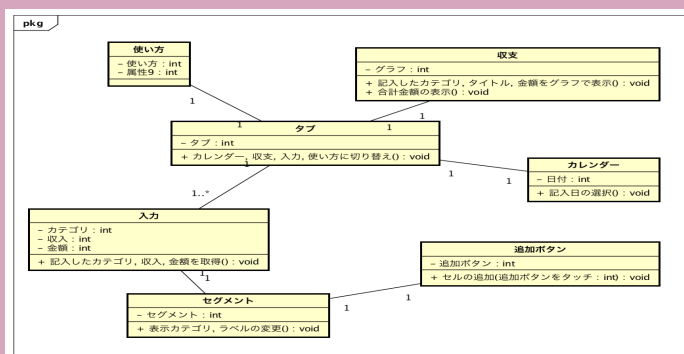 pkg
使い方
– 使い方 : int
– 属性9 : int
収支
– グラフ : int
+ 記入したカテゴリ, タイトル, 金額をグラフで表示() : void
+ 合計金額の表示() : void
1
1
1
1
タブ
– タブ : int
+ カレンダー, 収支, 入力, 使い方に切り替え() : void
1
1
1
カレンダー
– 日付 : int
+ 記入日の選択() : void
1..*
入力
– カテゴリ : int
– 収入 : int
– 金額 : int
+ 記入したカテゴリ, 収入, 金額を取得() : void
追加ボタン
– 追加ボタン : int
+ セルの追加(追加ボタンをタッチ : int) : void
1
1
セグメント
– セグメント : int
+ 表示カテゴリ, ラベルの変更() : void
1
1